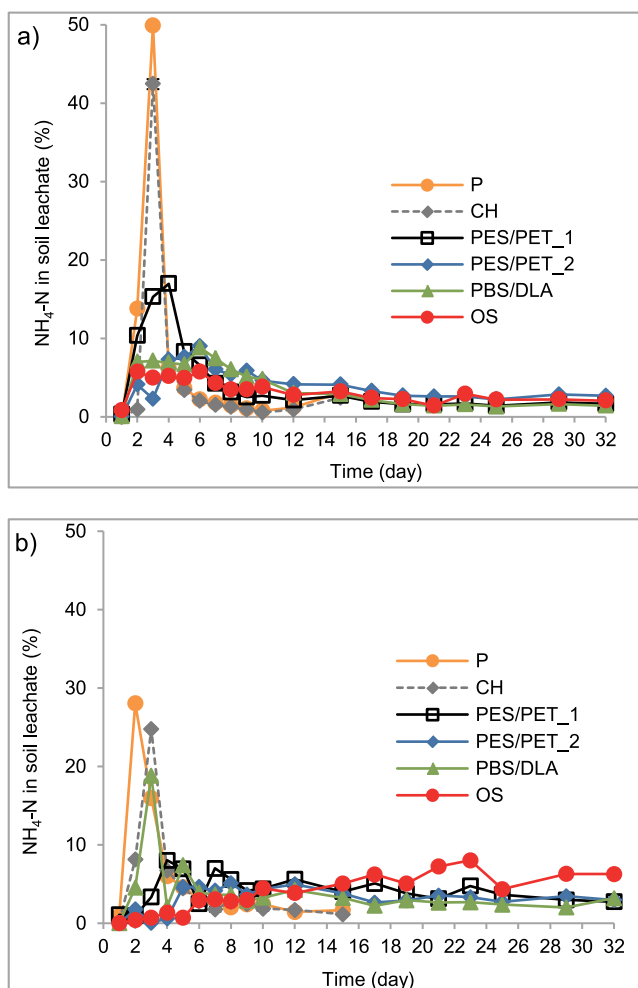 a)
NH₄-N in soil leachate (%)
50
40
30
20
10
0
P
CH
PES/PET_1
PES/PET_2
PBS/DLA
OS
0 2 4 6 8 10 12 14 16 18 20 22 24 26 28 30 32
Time (day)
b)
NH₄-N in soil leachate (%)
50
40
30
20
10
0
P
CH
PES/PET_1
PES/PET_2
PBS/DLA
OS
0 2 4 6 8 10 12 14 16 18 20 22 24 26 28 30 32
Time (day)